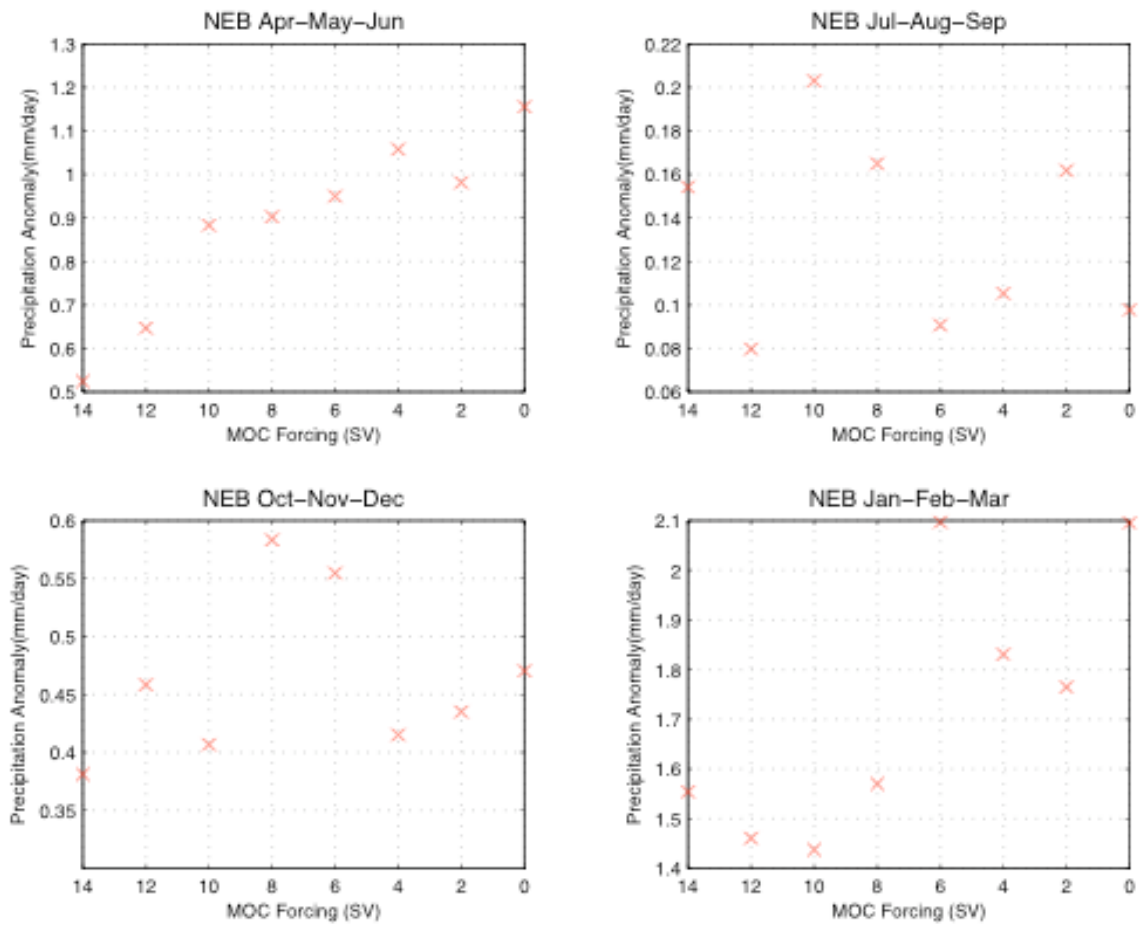 NEB Apr-May-Jun
1.3
1.2
1.1
1
0.9
0.8
0.7
0.6
0.5
Precipitation Anomaly(mm/day)
14 12 10 8 6 4 2 0
MOC Forcing (SV)
NEB Jul-Aug-Sep
0.22
0.2
0.18
0.16
0.14
0.12
0.1
0.08
0.06
Precipitation Anomaly(mm/day)
14 12 10 8 6 4 2 0
MOC Forcing (SV)
NEB Oct-Nov-Dec
0.6
0.55
0.5
0.45
0.4
0.35
Precipitation Anomaly(mm/day)
14 12 10 8 6 4 2 0
MOC Forcing (SV)
NEB Jan-Feb-Mar
2.1
2
1.9
1.8
1.7
1.6
1.5
1.4
Precipitation Anomaly(mm/day)
14 12 10 8 6 4 2 0
MOC Forcing (SV)